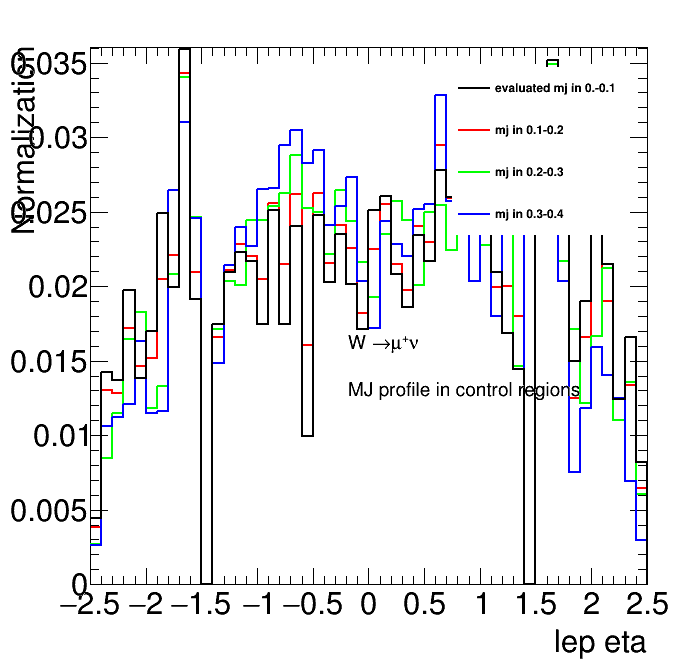 Normalization
0.035
0.03
0.025
0.02
0.015
0.01
0.005
0
evaluated mj in 0.-0.1
mj in 0.1-0.2
mj in 0.2-0.3
mj in 0.3-0.4
W →μ⁺ν
MJ profile in control regions
−2.5 −2 −1.5 −1 −0.5 0 0.5 1 1.5 2 2.5
lep eta